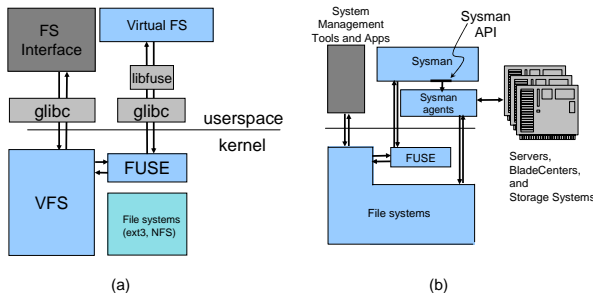 FS
Interface
Virtual FS
libfuse
glibc
glibc
userspace
kernel
VFS
FUSE
File systems
(ext3, NFS)
(a)
System
Management
Tools and Apps
Sysman
API
Sysman
Sysman
agents
FUSE
File systems
Servers,
BladeCenters,
and
Storage Systems
(b)